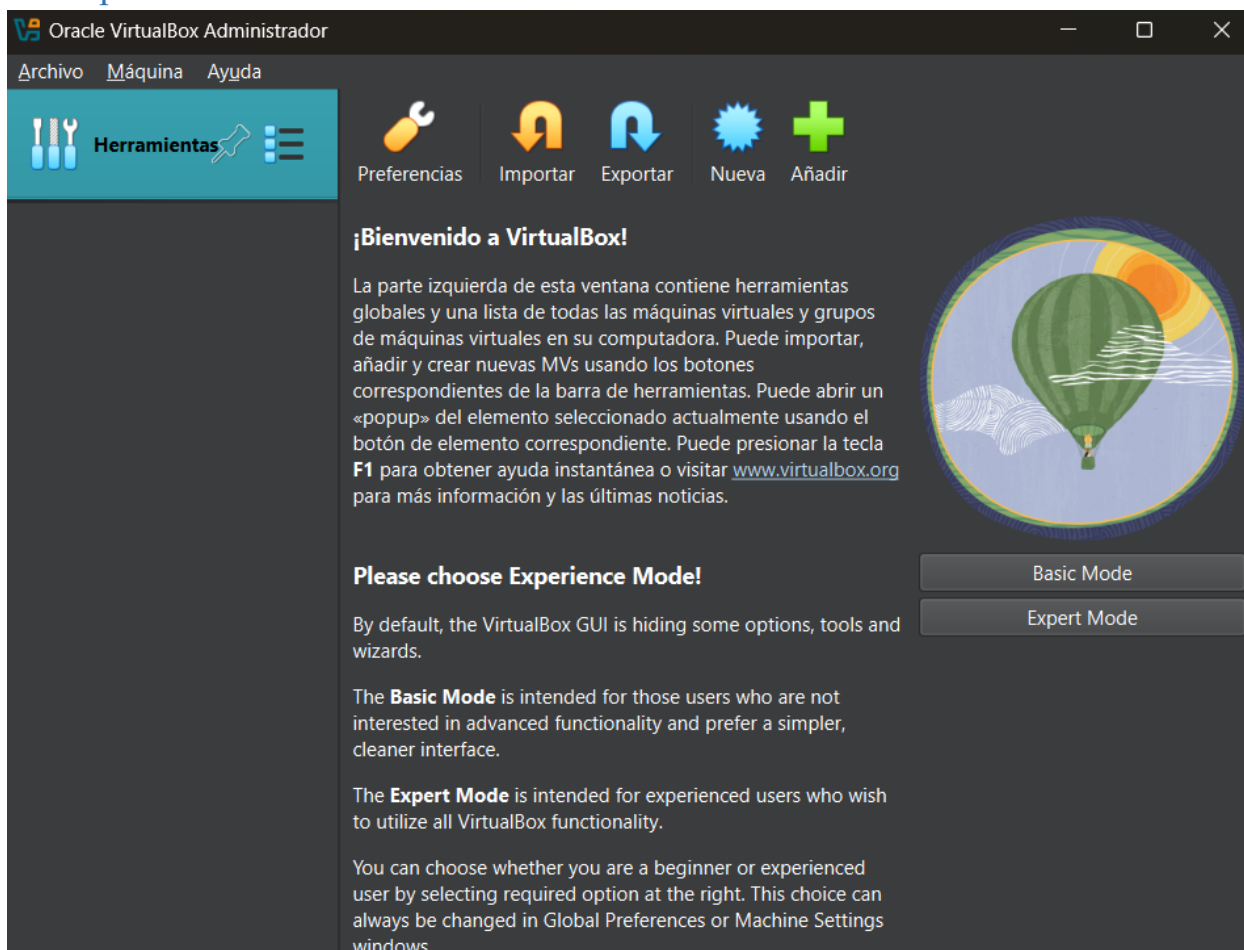 Oracle VirtualBox Administrador
Archivo Máquina Ayuda
Herramientas
Preferencias Importar Exportar Nueva Añadir
¡Bienvenido a VirtualBox!
La parte izquierda de esta ventana contiene herramientas
globales y una lista de todas las máquinas virtuales y grupos
de máquinas virtuales en su computadora. Puede importar,
añadir y crear nuevas MVs usando los botones
correspondientes de la barra de herramientas. Puede abrir un
«popup» del elemento seleccionado actualmente usando el
botón de elemento correspondiente. Puede presionar la tecla
F1 para obtener ayuda instantánea o visitar www.virtualbox.org
para más información y las últimas noticias.
Please choose Experience Mode!
By default, the VirtualBox GUI is hiding some options, tools and
wizards.
The Basic Mode is intended for those users who are not
interested in advanced functionality and prefer a simpler,
cleaner interface.
The Expert Mode is intended for experienced users who wish
to utilize all VirtualBox functionality.
You can choose whether you are a beginner or experienced
user by selecting required option at the right. This choice can
always be changed in Global Preferences or Machine Settings
windows.
Basic Mode
Expert Mode